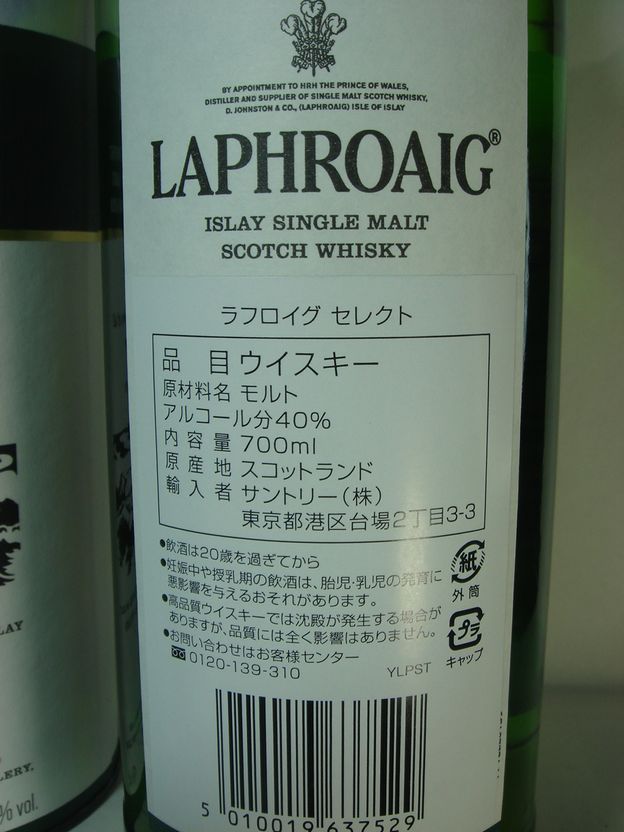 BY APPOINTMENT TO HRH THE PRINCE OF WALES,
DISTILLER AND SUPPLIER OF SINGLE MALT SCOTCH WHISKY,
D. JOHNSTON & CO., (LAPHROAIG) ISLE OF ISLAY
LAPHROAIG®
ISLAY SINGLE MALT
SCOTCH WHISKY
ラフロイグ セレクト
品 目 ウイスキー
原材料名 モルト
アルコール分40%
内容量 700ml
原産地 スコットランド
輸入者 サントリー(株)
東京都港区台場2丁目3-3
●飲酒は20歳を過ぎてから
●妊娠中や授乳期の飲酒は、胎児・乳児の発育に
悪影響を与えるおそれがあります。
●高品質ウイスキーでは沈殿が発生する場合が
ありますが、品質には全く影響はありません。
●お問い合わせはお客様センター
0120-139-310
YLPST
紙
外筒
プラ
キャップ
5 010019 637529
LAY
LERY,
% vol.